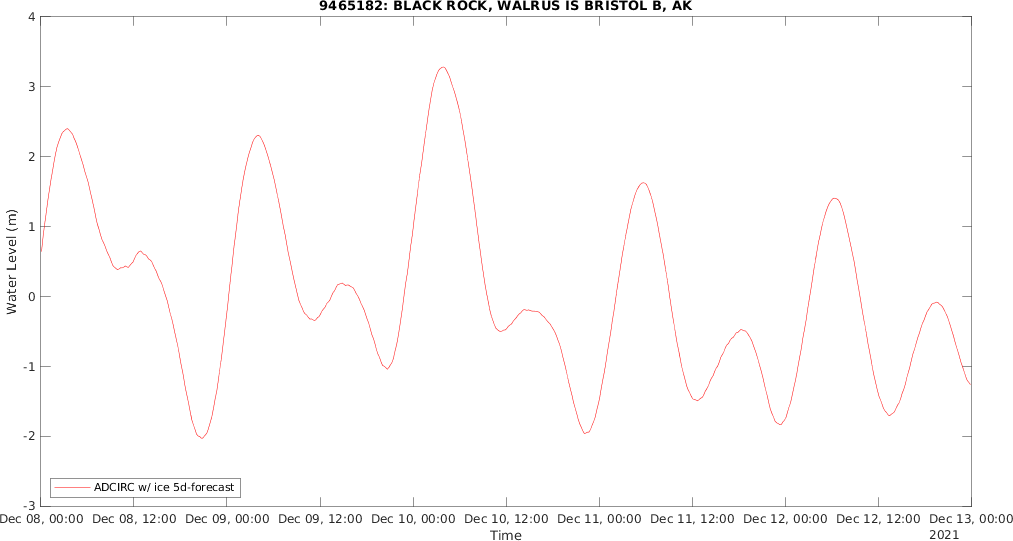 9465182: BLACK ROCK, WALRUS IS BRISTOL B, AK
4
3
2
1
0
-1
-2
-3
Water Level (m)
ADCIRC w/ ice 5d-forecast
Dec 08, 00:00 Dec 08, 12:00 Dec 09, 00:00 Dec 09, 12:00 Dec 10, 00:00 Dec 10, 12:00 Dec 11, 00:00 Dec 11, 12:00 Dec 12, 00:00 Dec 12, 12:00 Dec 13, 00:00
Time
2021